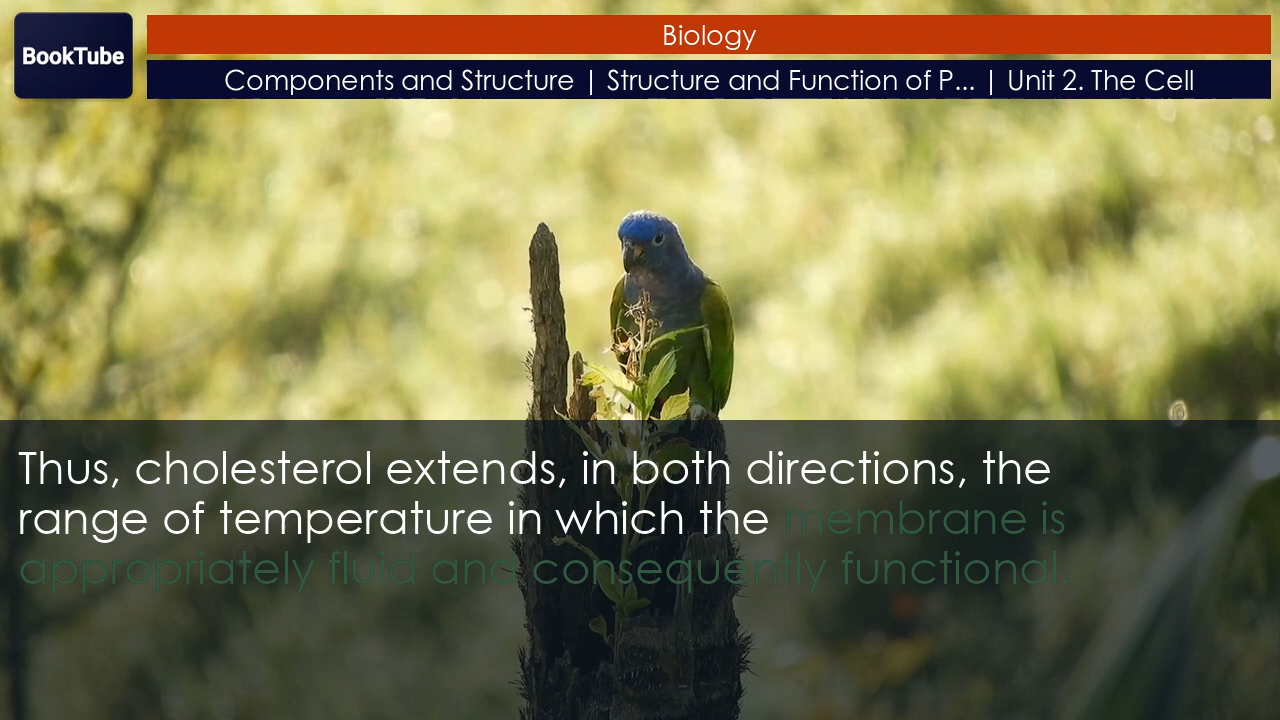 BookTube
Biology
Components and Structure | Structure and Function of P... | Unit 2. The Cell
Thus, cholesterol extends, in both directions, the
range of temperature in which the membrane is
appropriately fluid and consequently functional.